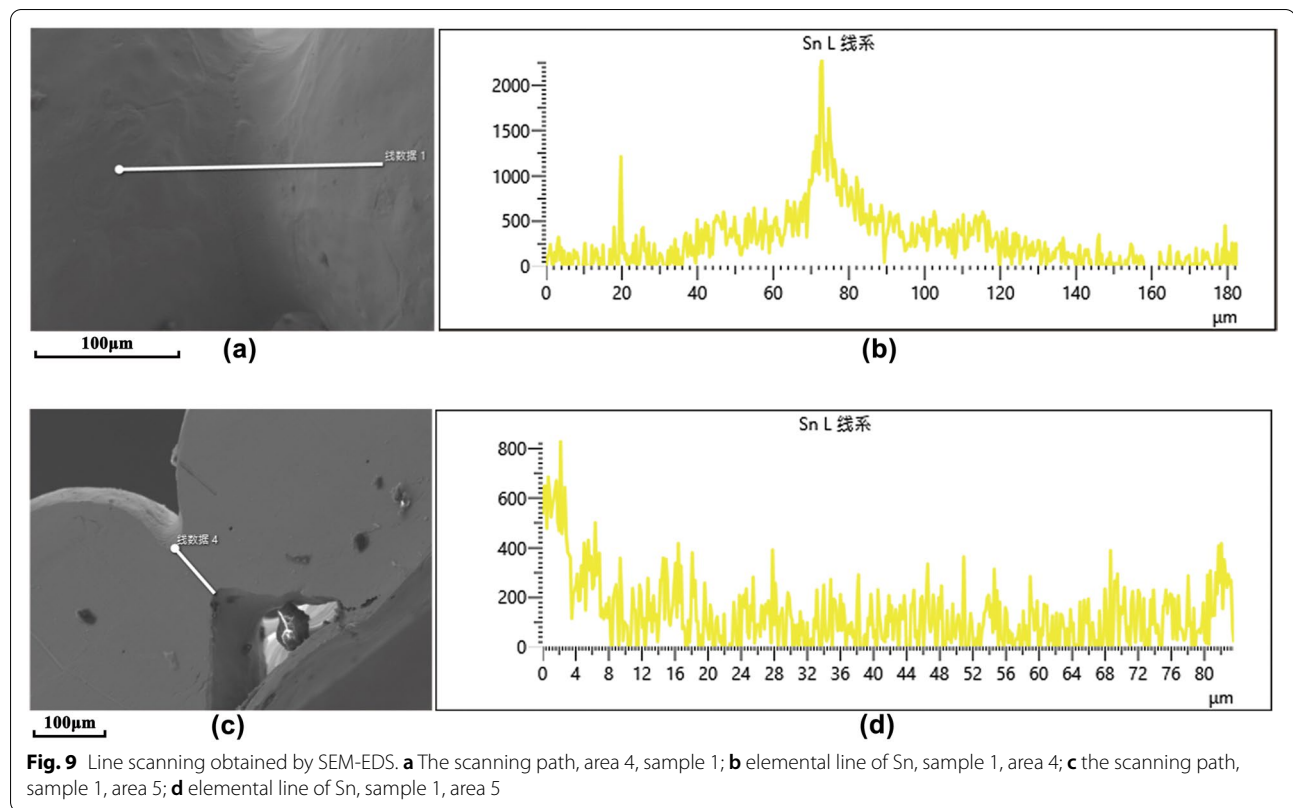 线数据 1
100μm
(a)
Sn L 线系
2000
1500
1000
500
0
0 20 40 60 80 100 120 140 160 180
μm
(b)
线数据 4
100μm
(c)
Sn L 线系
800
600
400
200
0
0 4 8 12 16 20 24 28 32 36 40 44 48 52 56 60 64 68 72 76 80
μm
(d)
Fig. 9 Line scanning obtained by SEM-EDS. a The scanning path, area 4, sample 1; b elemental line of Sn, sample 1, area 4; c the scanning path,
sample 1, area 5; d elemental line of Sn, sample 1, area 5